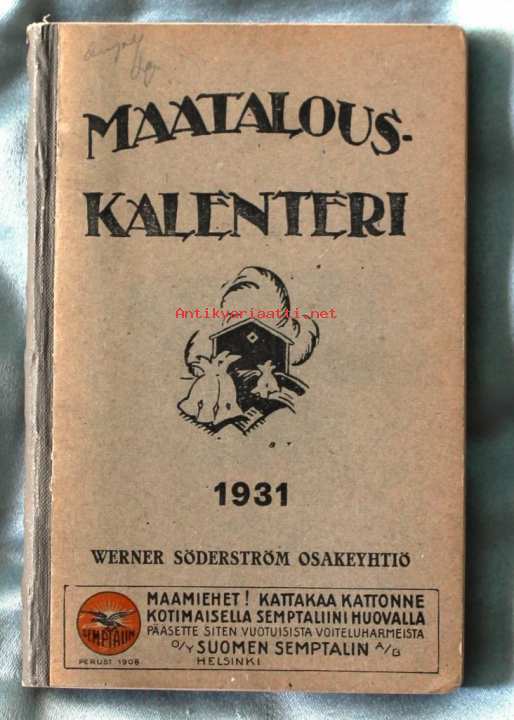 MAATALOUS-
KALENTERI
Antikvariaatti.net
1931
WERNER SÖDERSTRÖM OSAKEYHTIÖ
MAAMIEHET! KATTAKAA KATTONNE
KOTIMAISELLA SEMPTALIINI HUOVALLA
PÄÄSETTE SITEN VUOTUISISTA VOITELUHARMEISTA
O/Y SUOMEN SEMPTALIN A/B
HELSINKI
SEMPTALIN
PERUST 1908